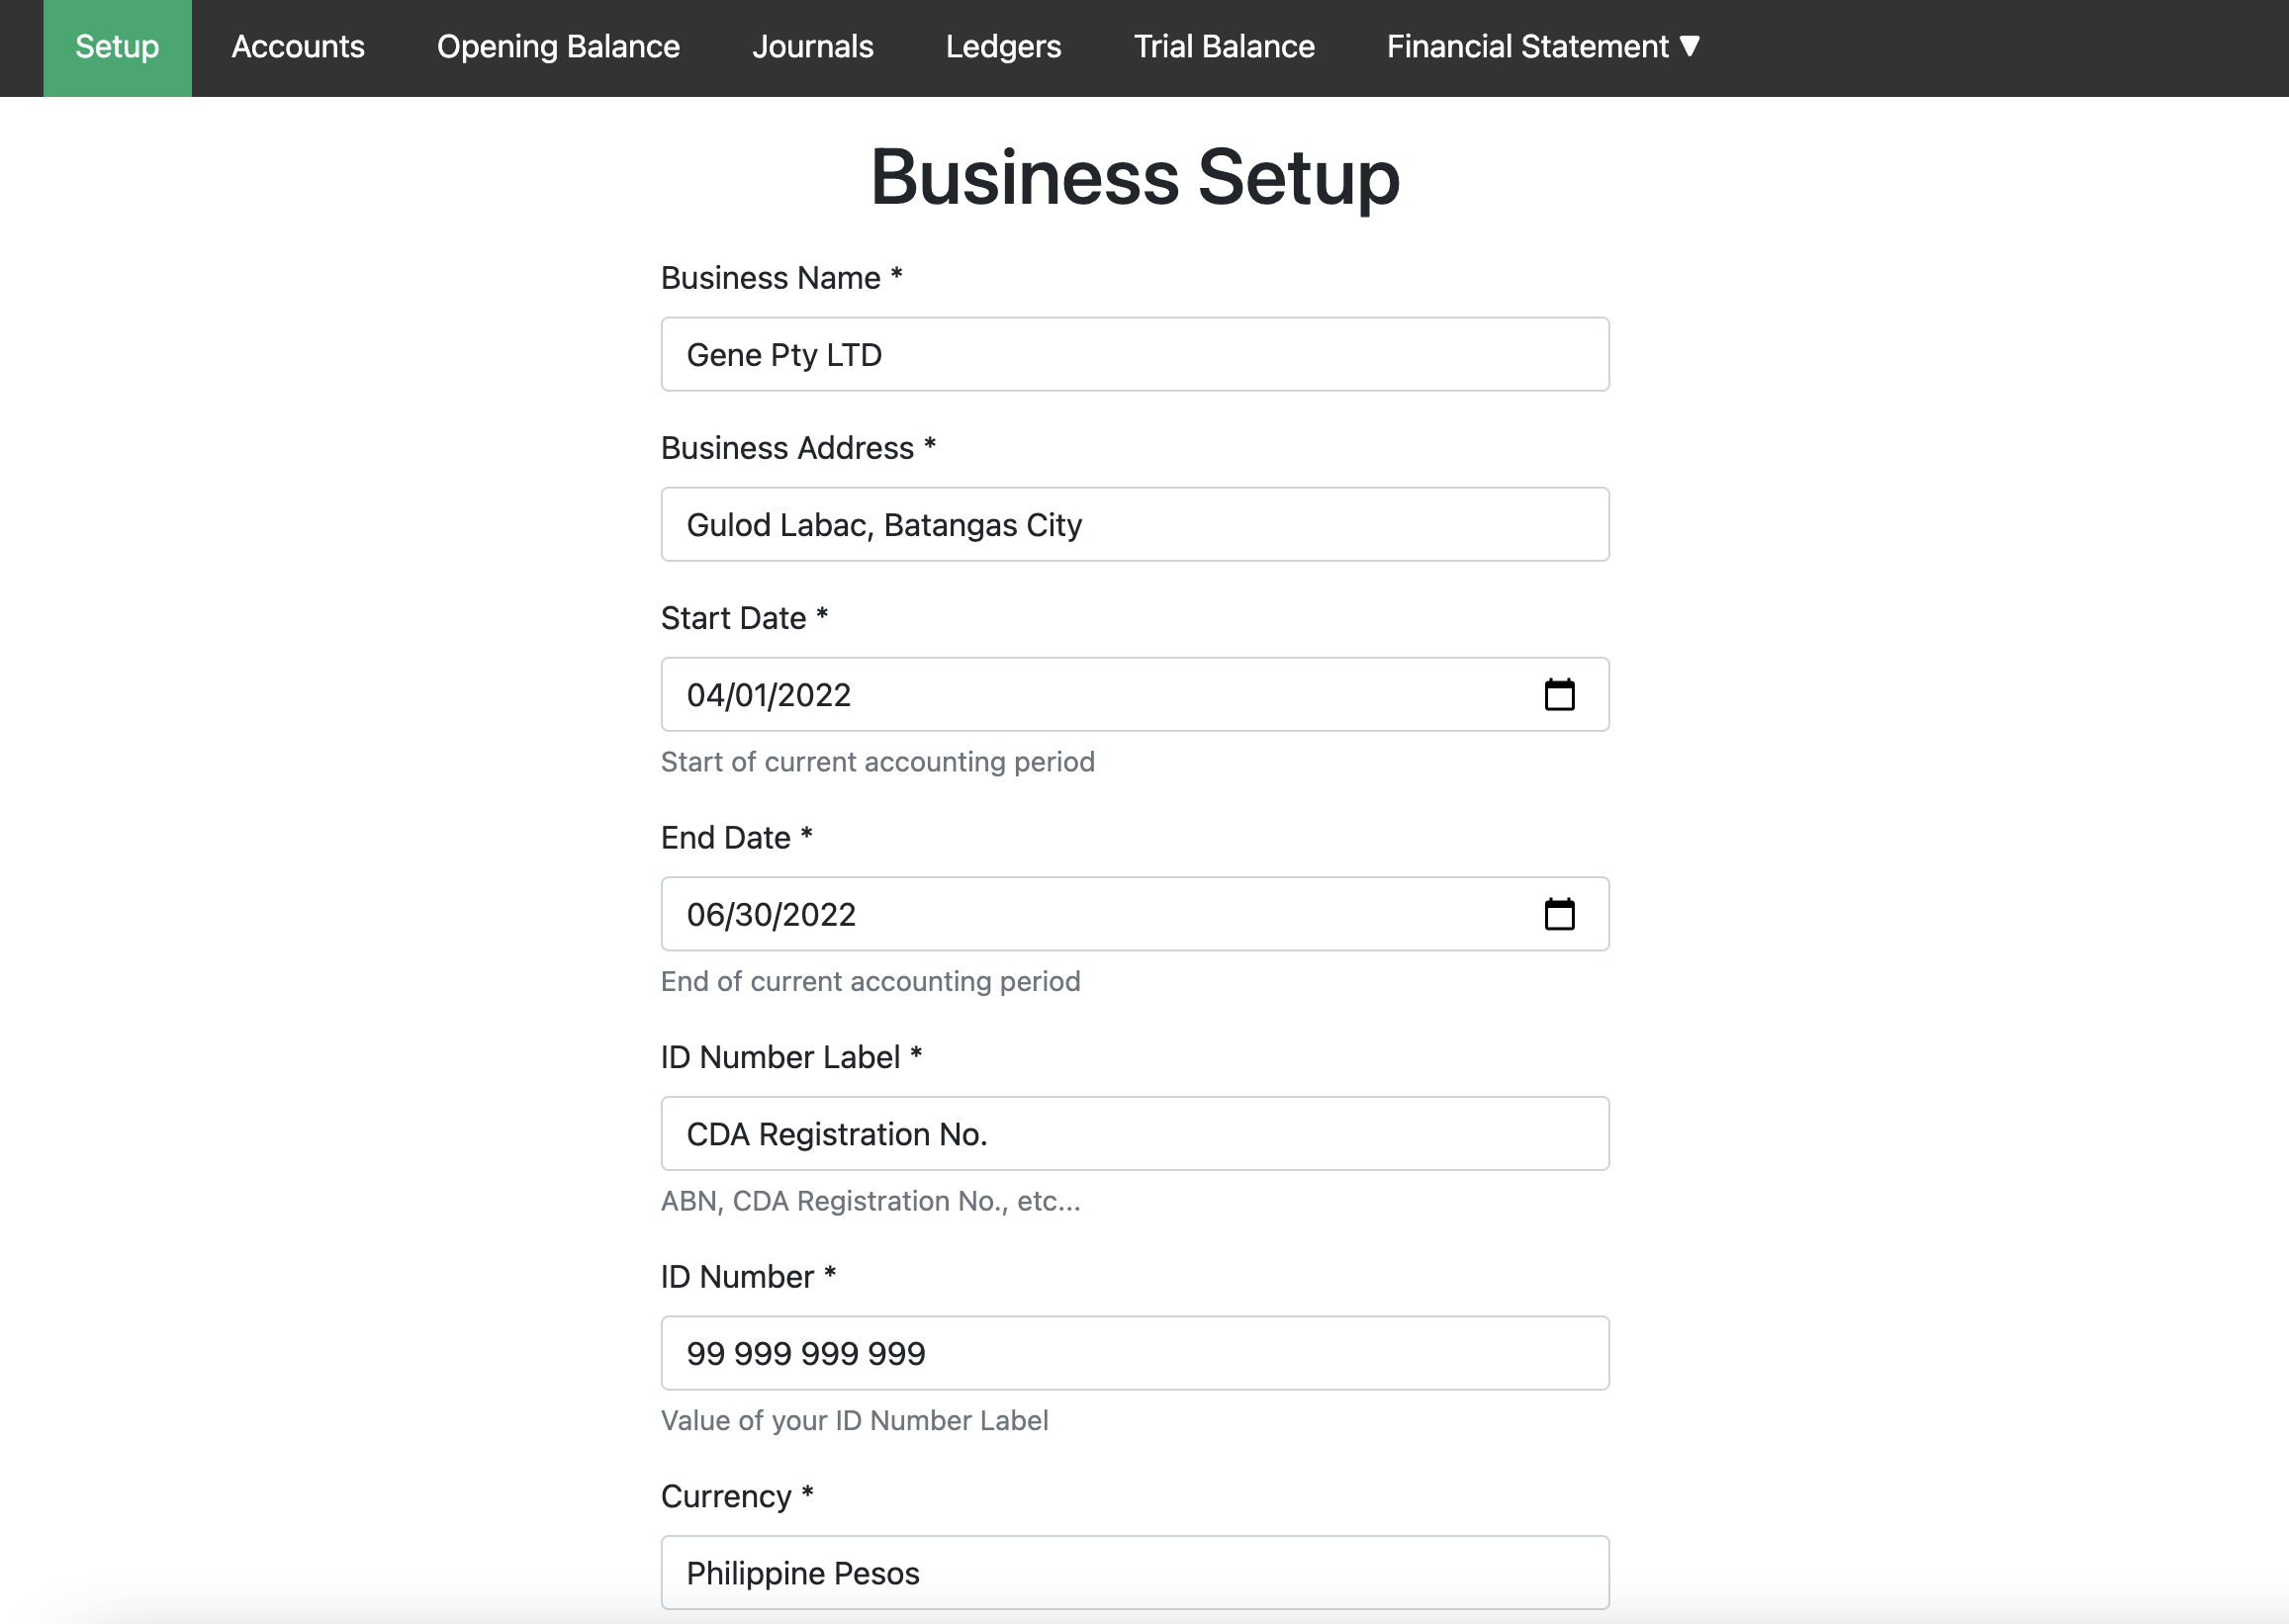 Setup Accounts Opening Balance Journals Ledgers Trial Balance Financial Statement ▼
Business Setup
Business Name *
Gene Pty LTD
Business Address *
Gulod Labac, Batangas City
Start Date *
04/01/2022
Start of current accounting period
End Date *
06/30/2022
End of current accounting period
ID Number Label *
CDA Registration No.
ABN, CDA Registration No., etc...
ID Number *
99 999 999 999
Value of your ID Number Label
Currency *
Philippine Pesos